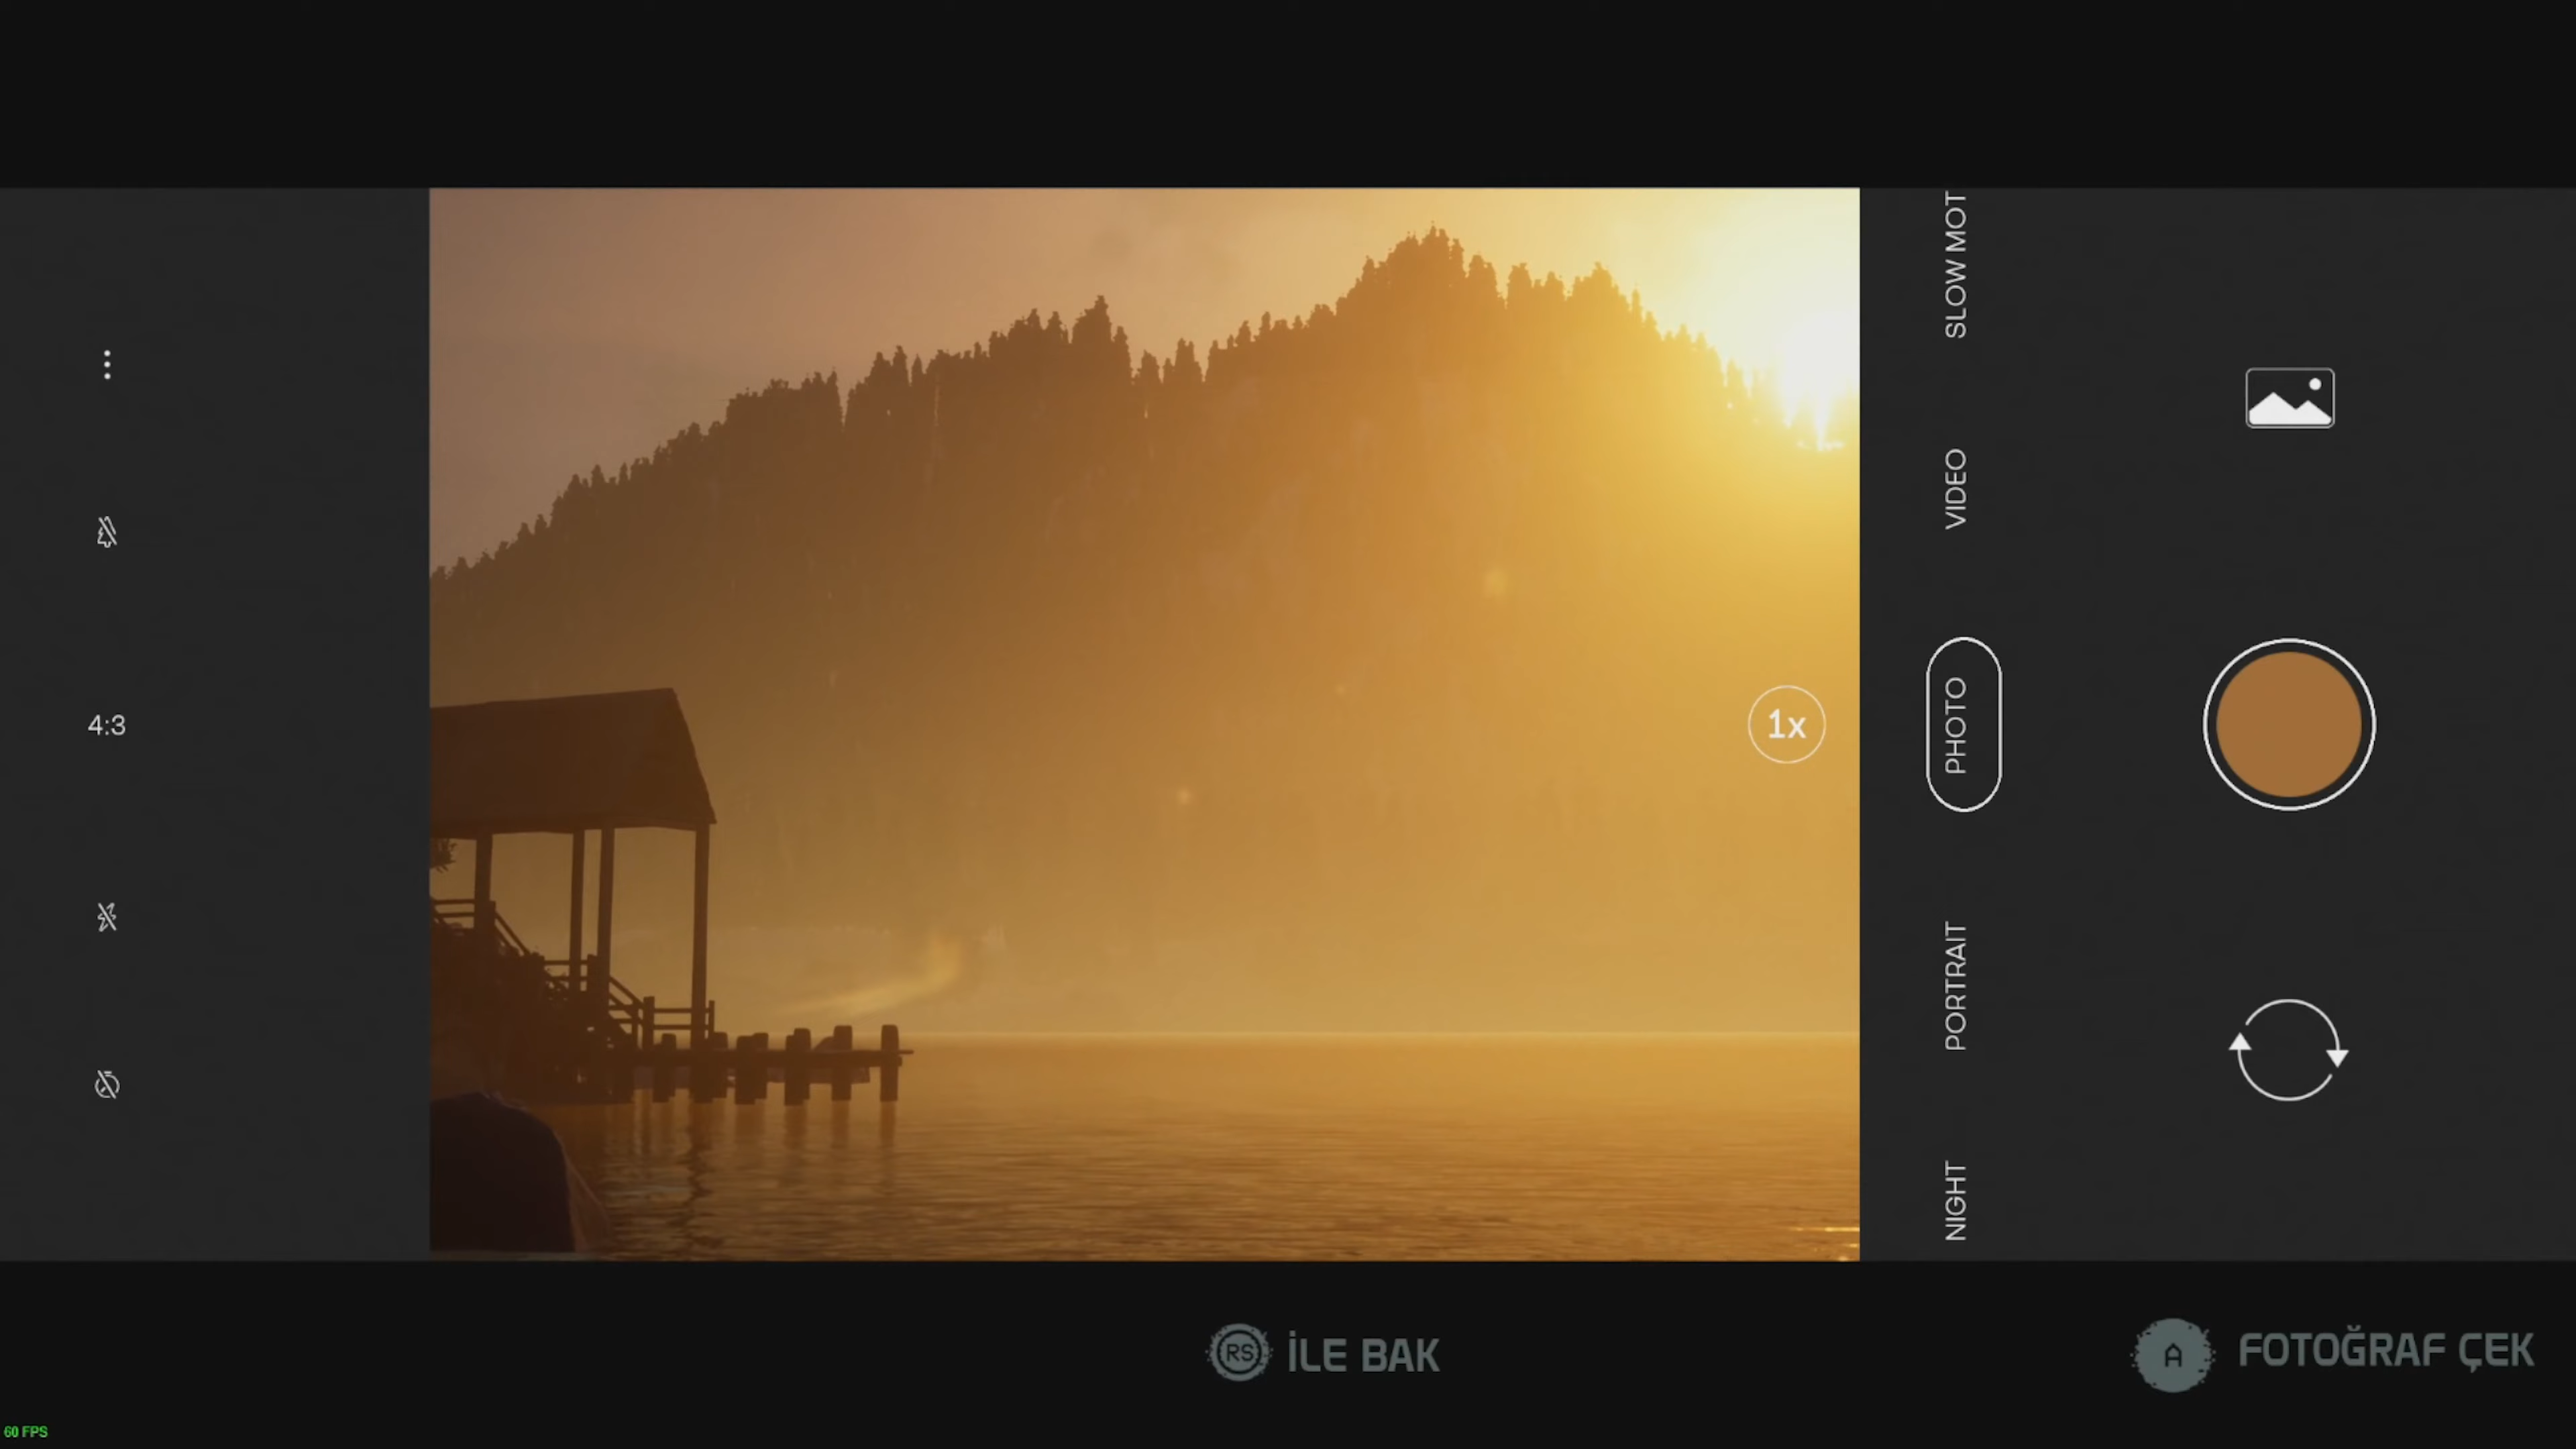 SLOW MOT
VIDEO
4:3
1x
PHOTO
PORTRAIT
NIGHT
RS İLE BAK
A FOTOĞRAF ÇEK
60 FPS